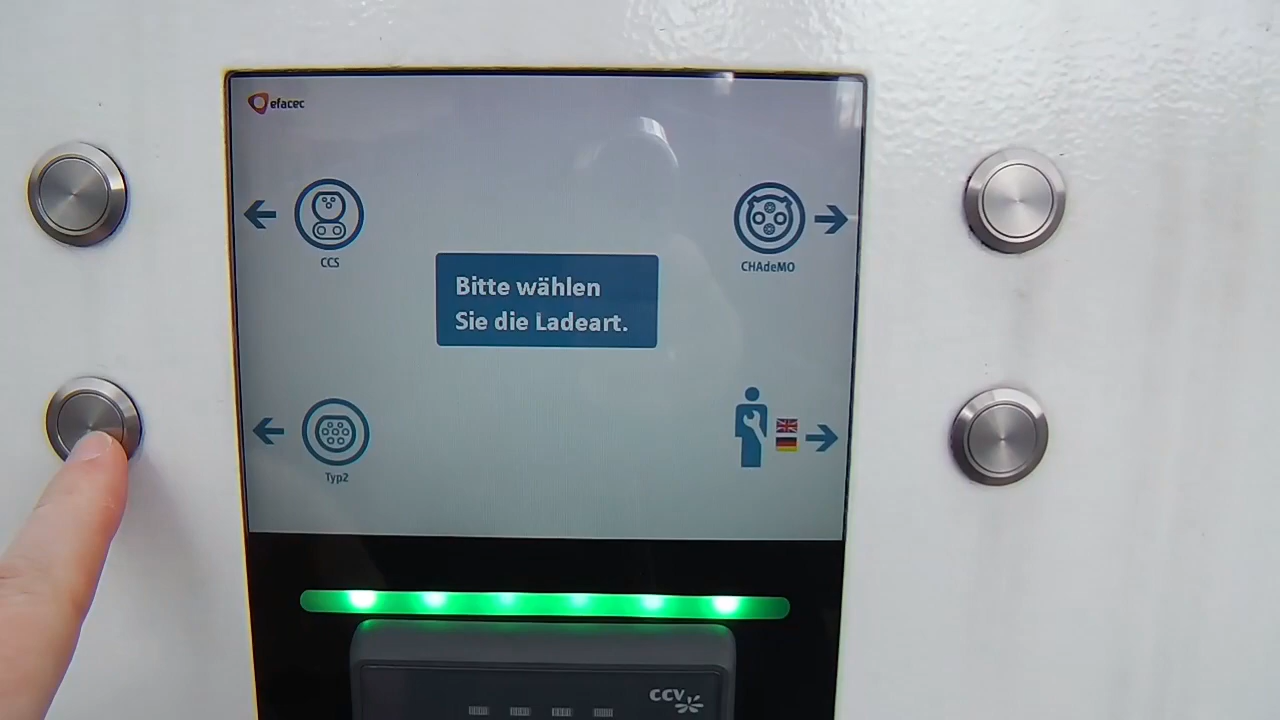 efacec
CCS
CHAdeMO
Bitte wählen
Sie die Ladeart.
Typ2
CCV